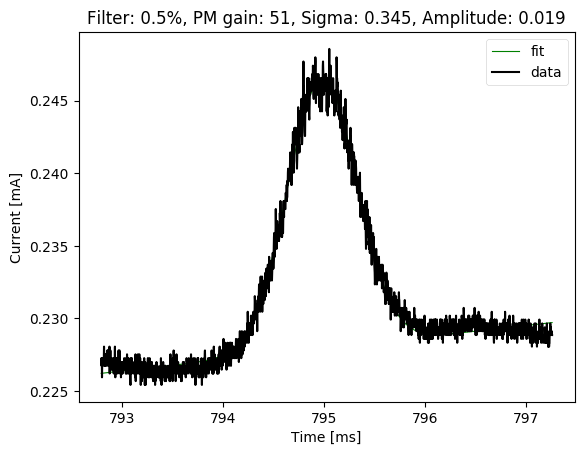 Filter: 0.5%, PM gain: 51, Sigma: 0.345, Amplitude: 0.019
fit
data
0.245
0.240
0.235
0.230
0.225
Current [mA]
793
794
795
796
797
Time [ms]